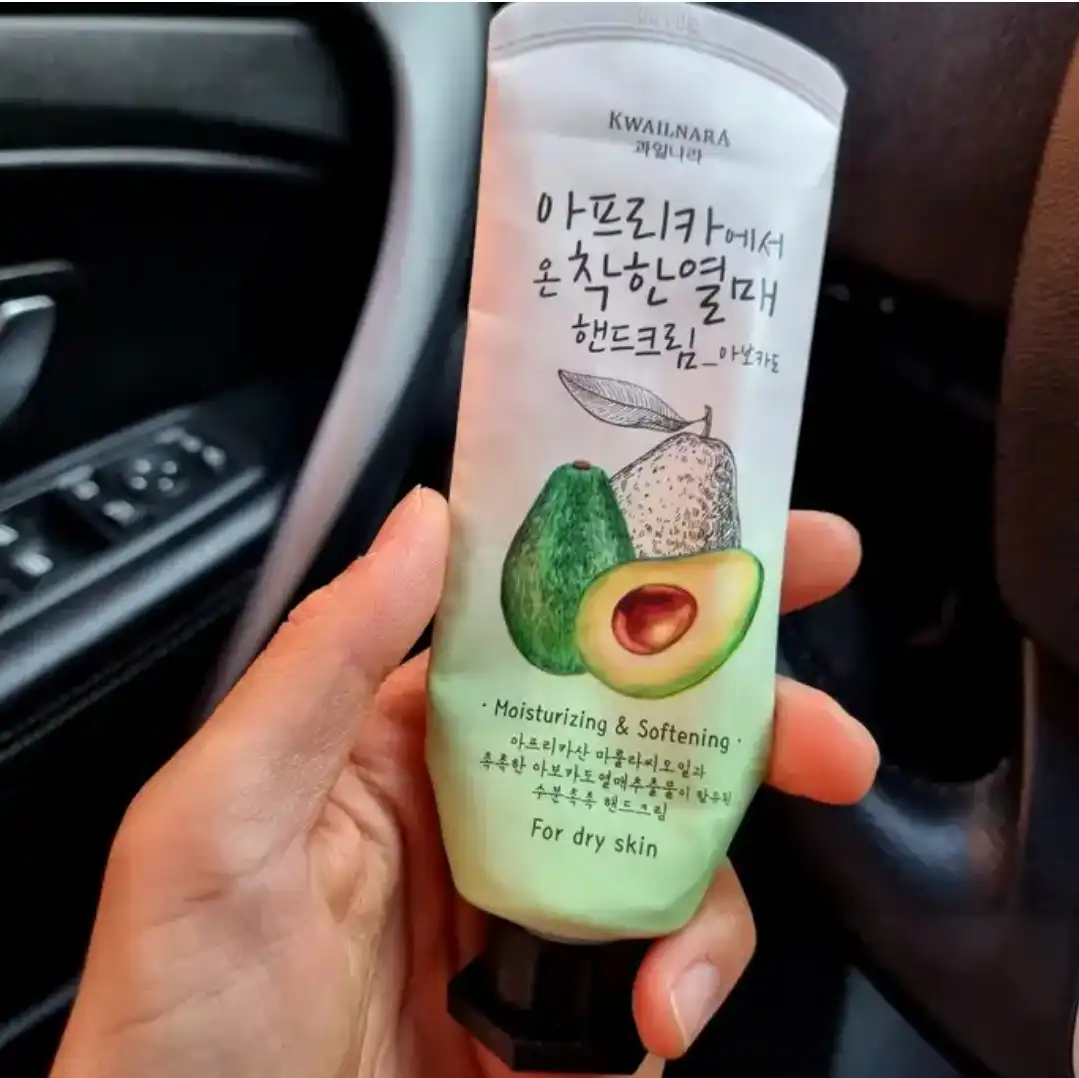 KWAILNARA
과일나라
아프리카에서
온 착한열매
핸드크림_아보카도
· Moisturizing & Softening ·
아프리카산 마룰라씨오일과
촉촉한 아보카도열매추출물이 함유된
수분촉촉 핸드크림
For dry skin